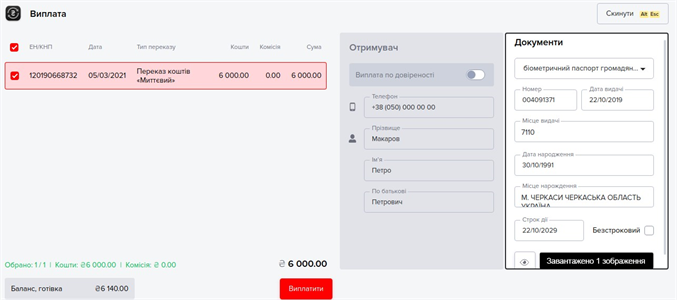 Виплата
Скинути Alt Esc
ЕН/КНП Дата Тип переказу Кошти Комісія Сума
120190668732 05/03/2021 Переказ коштів «Миттєвий» 6 000.00 0.00 6 000.00
Обрано: 1 / 1 | Кошти: ₴6 000.00 | Комісія: ₴ 0.00
₴ 6 000.00
Баланс, готівка ₴6 140.00
Виплатити
Отримувач
Виплата по довіреності
Телефон
+38 (050) 000 00 00
Прізвище
Макаров
Ім'я
Петро
По батькові
Петрович
Документи
біометричний паспорт громадян...
Номер
004091371
Дата видачі
22/10/2019
Місце видачі
7110
Дата народження
30/10/1991
Місце нарождення
М. ЧЕРКАСИ ЧЕРКАСЬКА ОБЛАСТЬ
УКРАЇНА
Строк дії
22/10/2029
Безстроковий
Завантажено 1 зображення